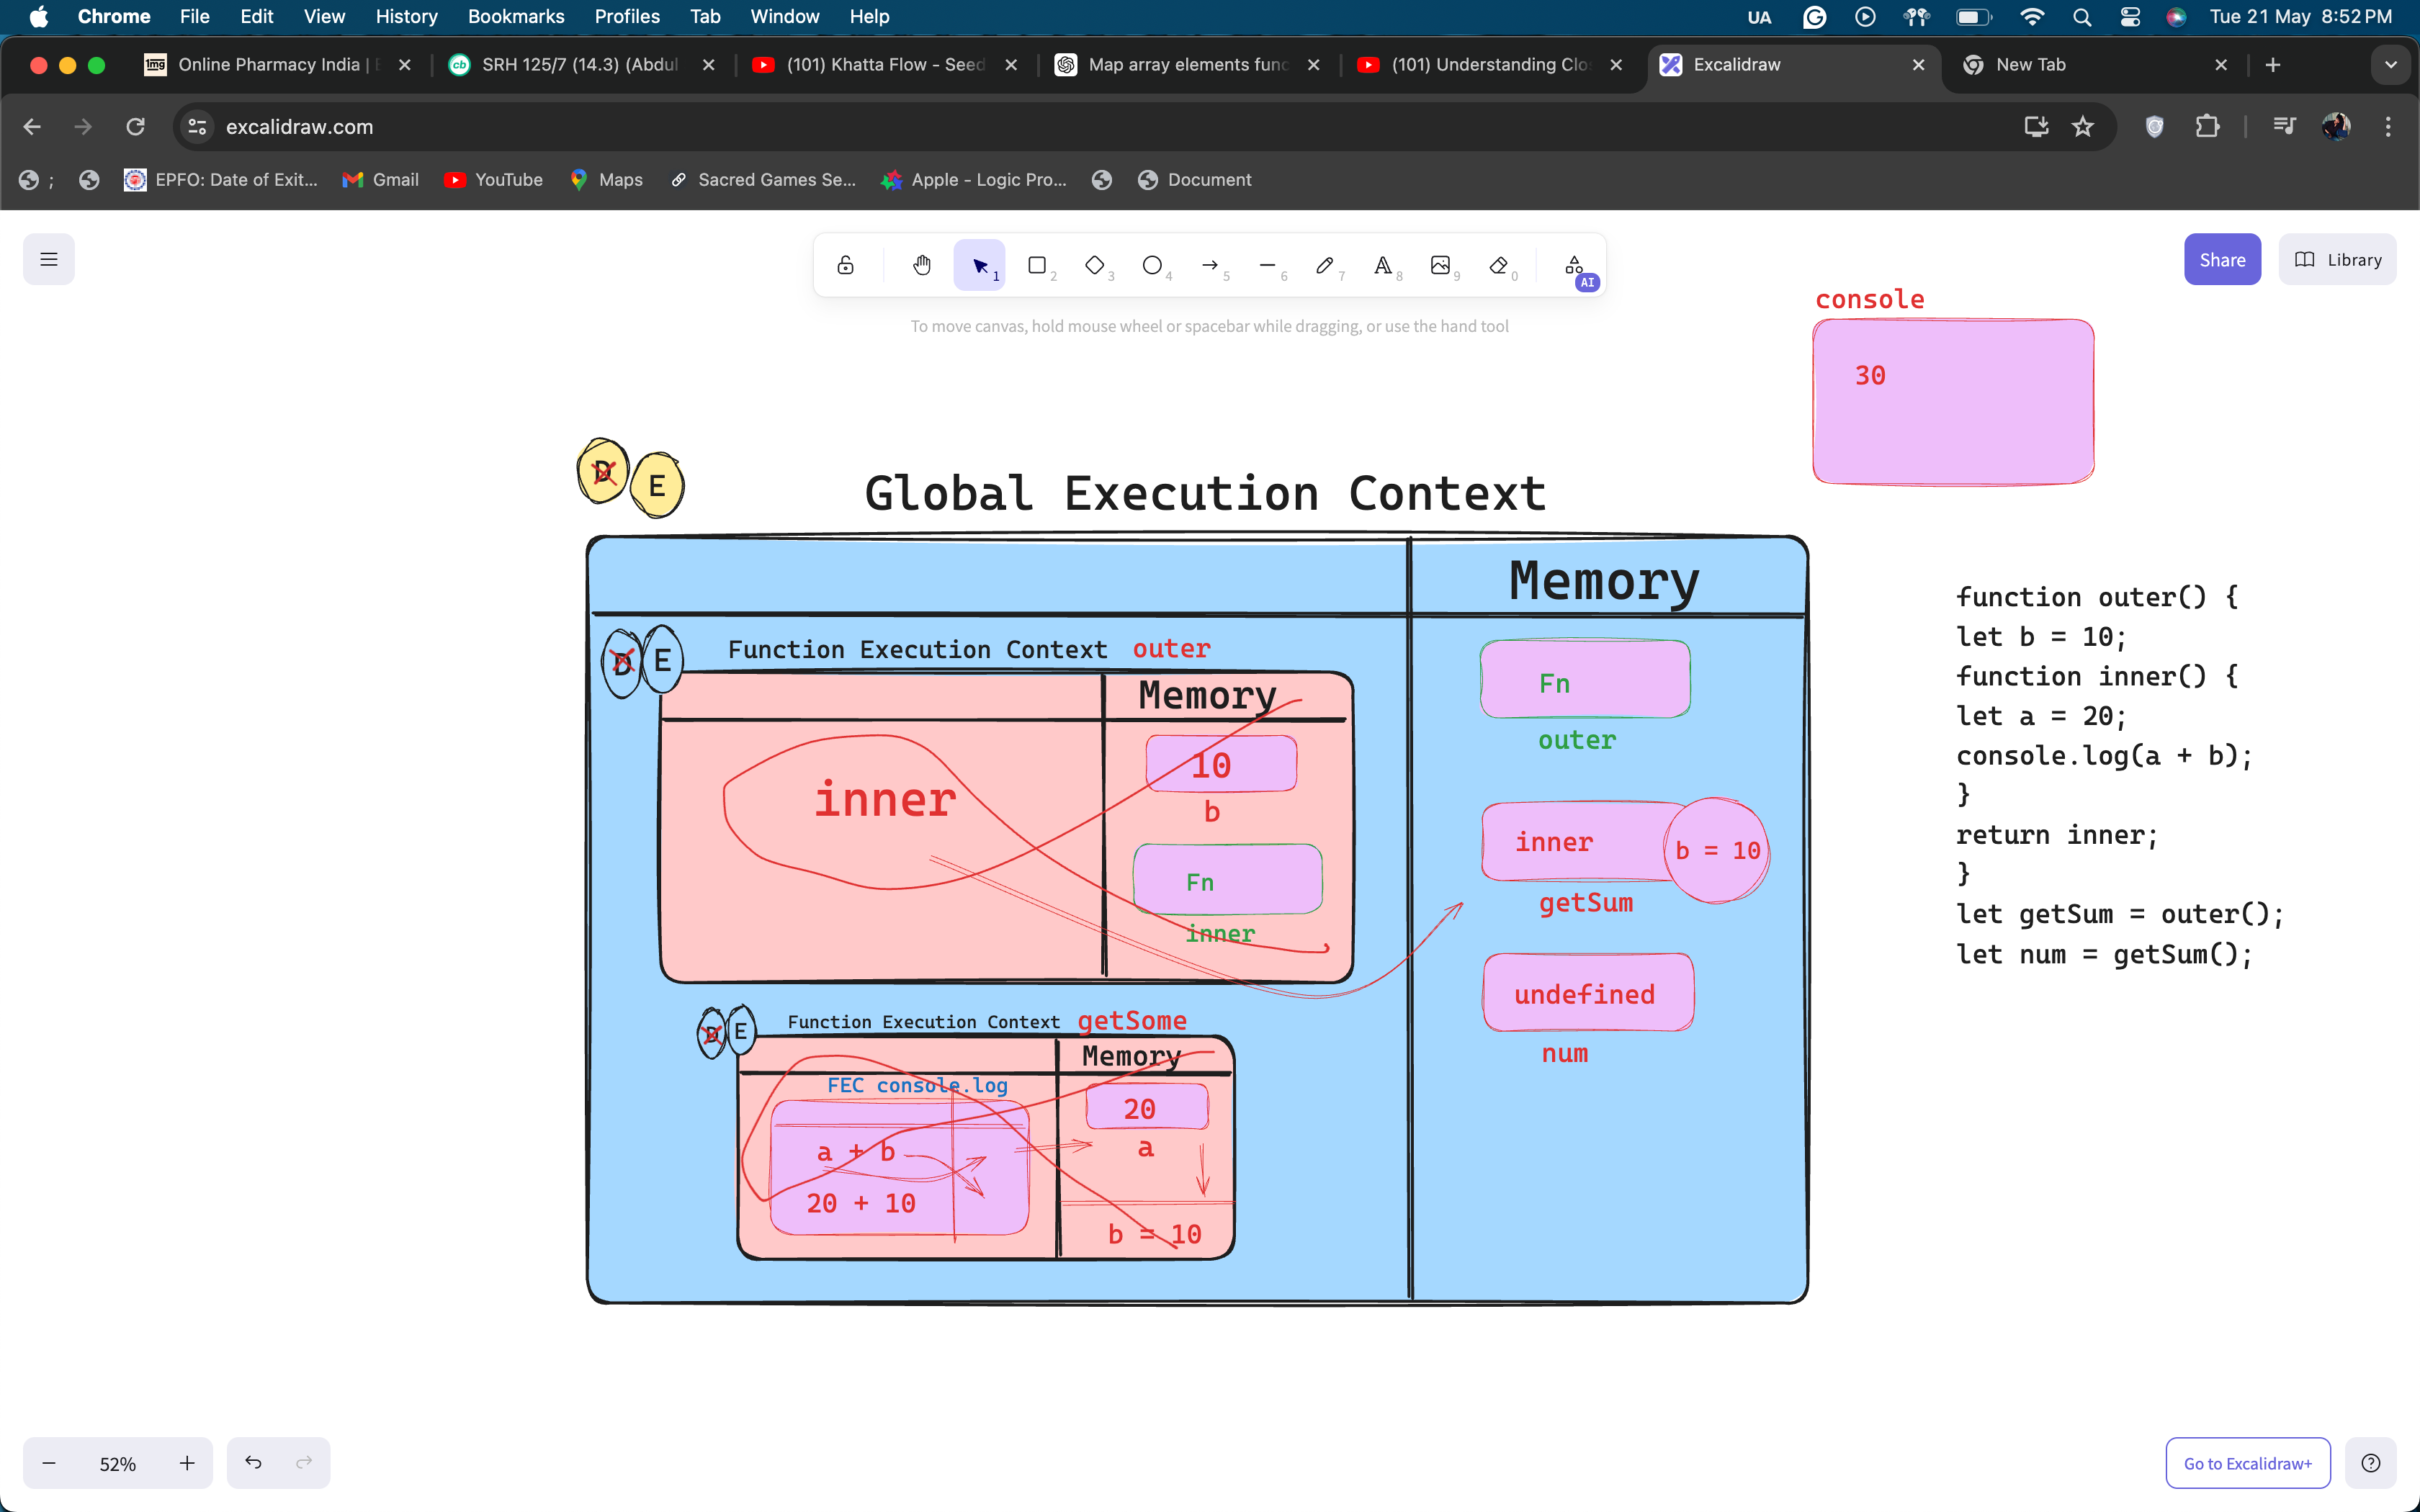 Chrome File Edit View History Bookmarks Profiles Tab Window Help UA Tue 21 May 8:52 PM
1mg Online Pharmacy India | cb SRH 125/7 (14.3) (Abdul (101) Khatta Flow - Seed Map array elements func (101) Understanding Clo Excalidraw New Tab
excalidraw.com
; EPFO: Date of Exit... Gmail YouTube Maps Sacred Games Se... Apple - Logic Pro... Document
1 2 3 4 5 6 7 8 9 0 AI
Share Library
To move canvas, hold mouse wheel or spacebar while dragging, or use the hand tool
console
30
D E
Global Execution Context
Memory
D E Function Execution Context outer
Memory
inner
10
b
Fn
inner
Fn
outer
inner b = 10
getSum
undefined
num
D E Function Execution Context getSome
Memory
FEC console.log
a + b
20 + 10
20
a
b = 10
function outer() {
let b = 10;
function inner() {
let a = 20;
console.log(a + b);
}
return inner;
}
let getSum = outer();
let num = getSum();
52%
Go to Excalidraw+